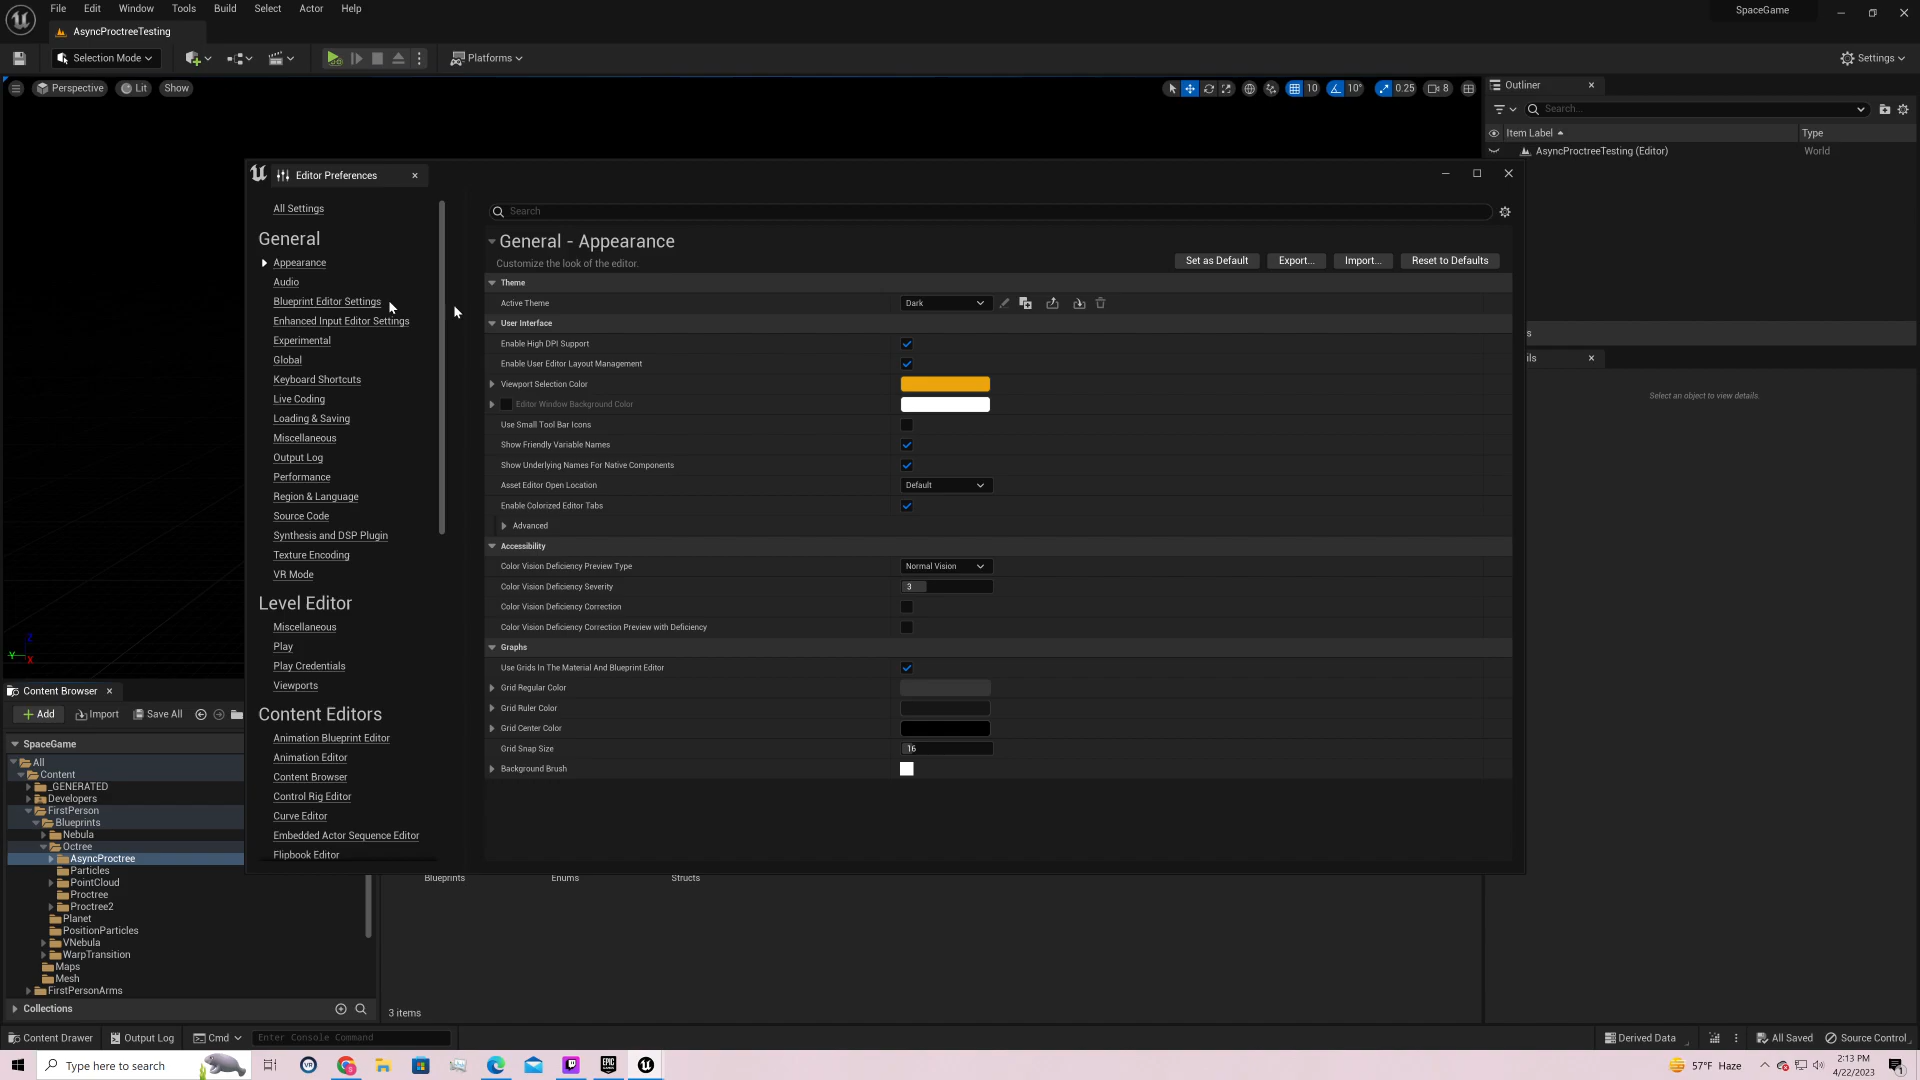 File Edit Window Tools Build Select Actor Help SpaceGame
AsyncProctreeTesting
Selection Mode Platforms Settings
Perspective Lit Show 10 10° 0.25 8
Outliner
Search...
Item Label Type
AsyncProctreeTesting (Editor) World
Editor Preferences
All Settings
General
Appearance
Audio
Blueprint Editor Settings
Enhanced Input Editor Settings
Experimental
Global
Keyboard Shortcuts
Live Coding
Loading & Saving
Miscellaneous
Output Log
Performance
Region & Language
Source Code
Synthesis and DSP Plugin
Texture Encoding
VR Mode
Level Editor
Miscellaneous
Play
Play Credentials
Viewports
Content Editors
Animation Blueprint Editor
Animation Editor
Content Browser
Control Rig Editor
Curve Editor
Embedded Actor Sequence Editor
Flipbook Editor
Search
General - Appearance
Customize the look of the editor.
Set as Default Export... Import... Reset to Defaults
Theme
Active Theme Dark
User Interface
Enable High DPI Support
Enable User Editor Layout Management
Viewport Selection Color
Editor Window Background Color
Use Small Tool Bar Icons
Show Friendly Variable Names
Show Underlying Names For Native Components
Asset Editor Open Location Default
Enable Colorized Editor Tabs
Advanced
Accessibility
Color Vision Deficiency Preview Type Normal Vision
Color Vision Deficiency Severity 3
Color Vision Deficiency Correction
Color Vision Deficiency Correction Preview with Deficiency
Graphs
Use Grids In The Material And Blueprint Editor
Grid Regular Color
Grid Ruler Color
Grid Center Color
Grid Snap Size 16
Background Brush
s
ils
Select an object to view details.
Content Browser
Add Import Save All
SpaceGame
All
Content
_GENERATED
Developers
FirstPerson
Blueprints
Nebula
Octree
AsyncProctree
Particles
PointCloud
Proctree
Proctree2
Planet
PositionParticles
VNebula
WarpTransition
Maps
Mesh
FirstPersonArms
Collections
Blueprints Enums Structs
3 items
Content Drawer Output Log Cmd Enter Console Command Derived Data All Saved Source Control
Type here to search 57°F Haze 2:13 PM
4/22/2023